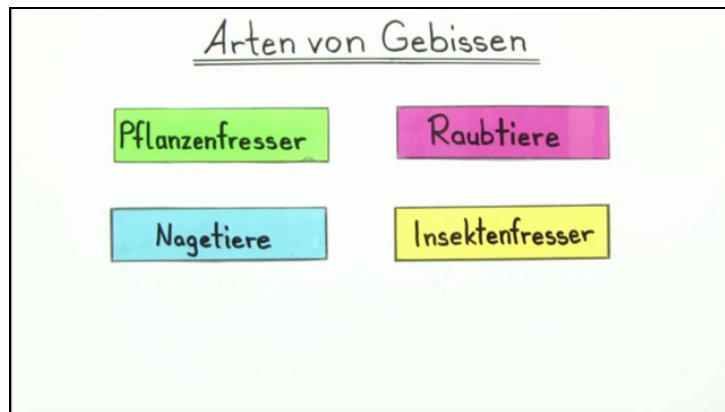 Arten von Gebissen
Pflanzenfresser
Raubtiere
Nagetiere
Insektenfresser